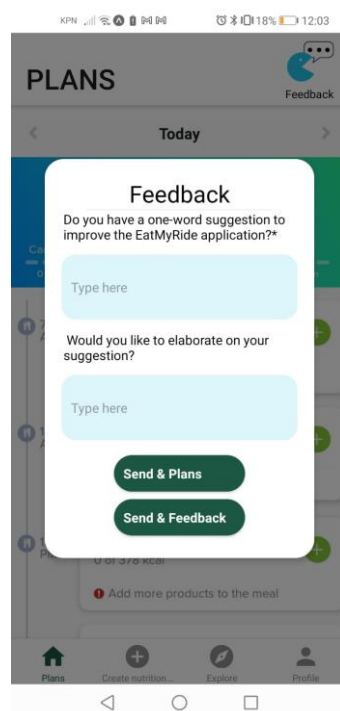 KPN 18% 12:03
PLANS
Feedback
Today
Feedback
Do you have a one-word suggestion to
improve the EatMyRide application?*
Type here
Would you like to elaborate on your
suggestion?
Type here
Send & Plans
Send & Feedback
0 of 378 kcal
Add more products to the meal
Plans Create nutrition... Explore Profile